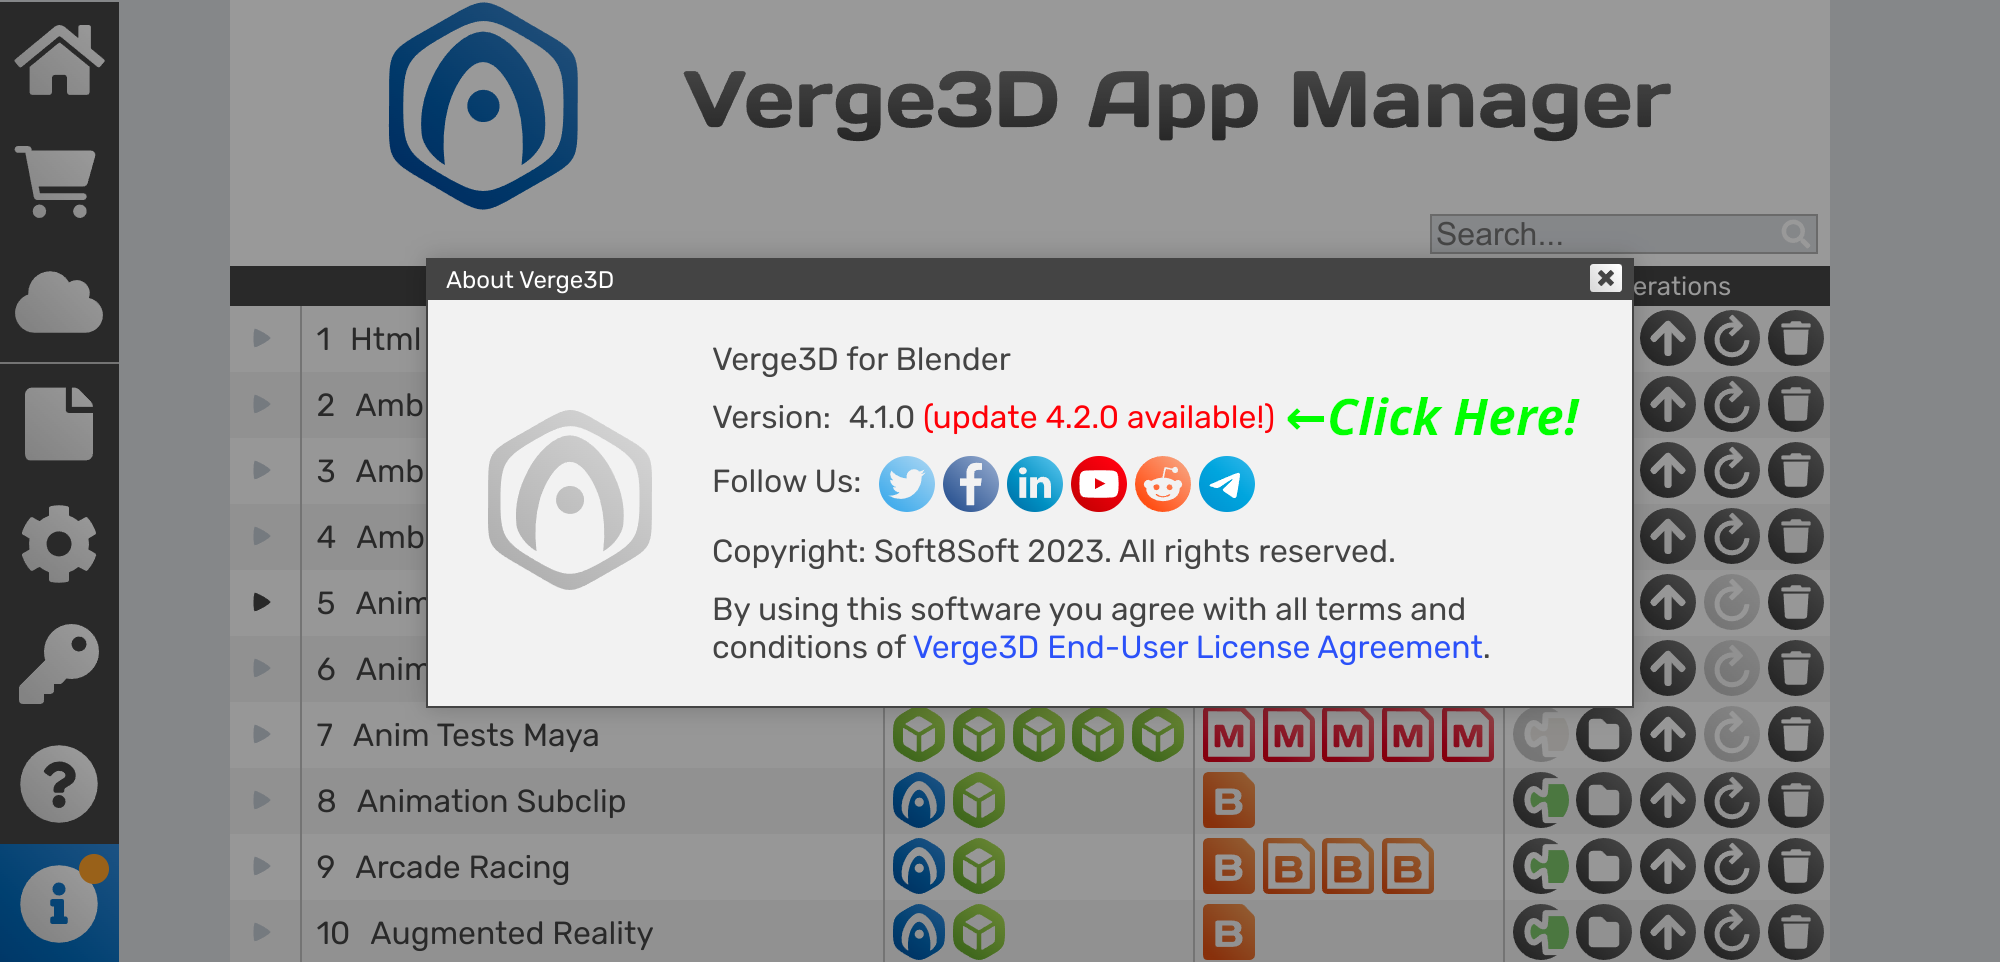 Verge3D App Manager
Search...
About Verge3D
erations
Verge3D for Blender
Version: 4.1.0 (update 4.2.0 available!) ←Click Here!
Follow Us:
Copyright: Soft8Soft 2023. All rights reserved.
By using this software you agree with all terms and
conditions of Verge3D End-User License Agreement.
1 Html
2 Amb
3 Amb
4 Amb
5 Anim
6 Anim
7 Anim Tests Maya M M M M M
8 Animation Subclip B
9 Arcade Racing B B B B
10 Augmented Reality B